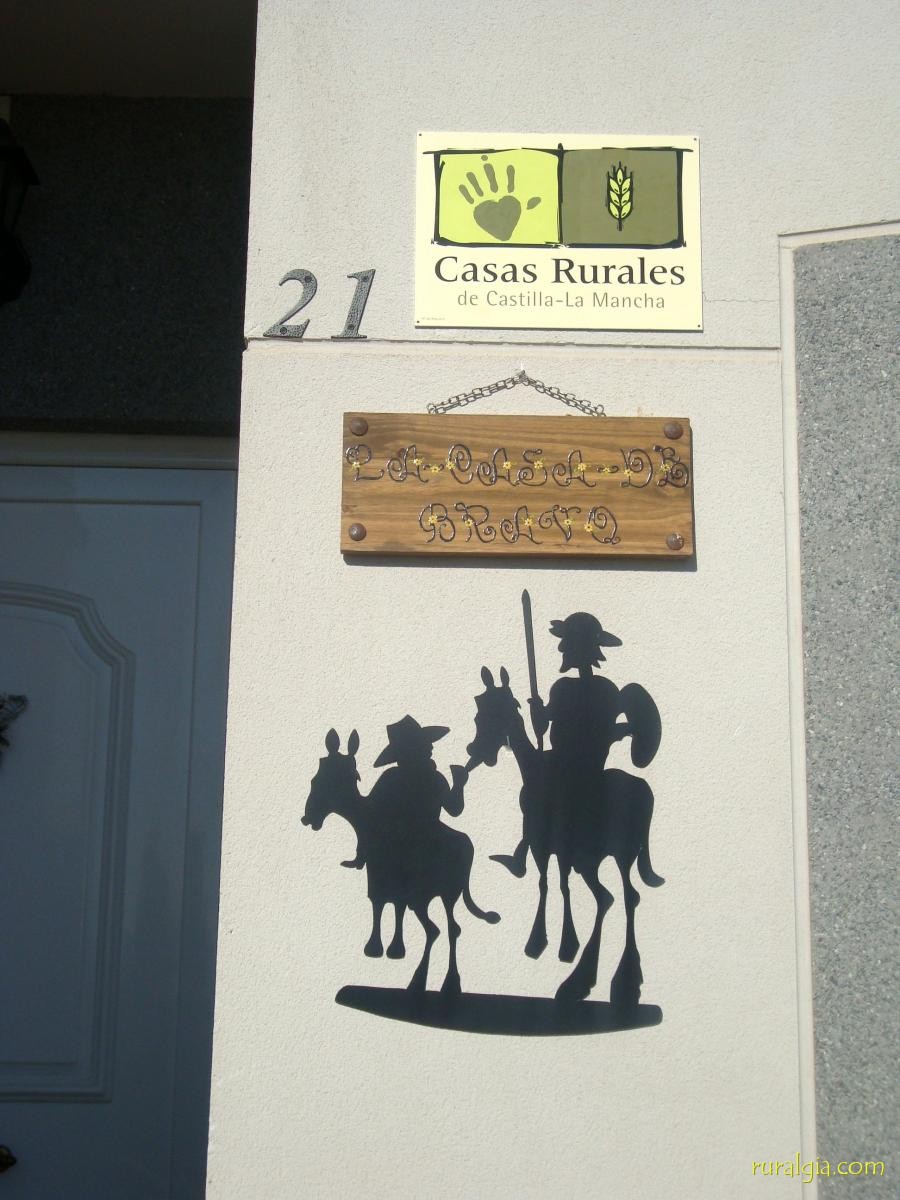 Casas Rurales
de Castilla-La Mancha
21
LA-CASA-DE
BRAVO
ruralgia.com